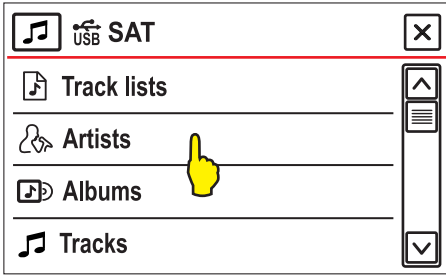 USB SAT
Track lists
Artists
Albums
Tracks